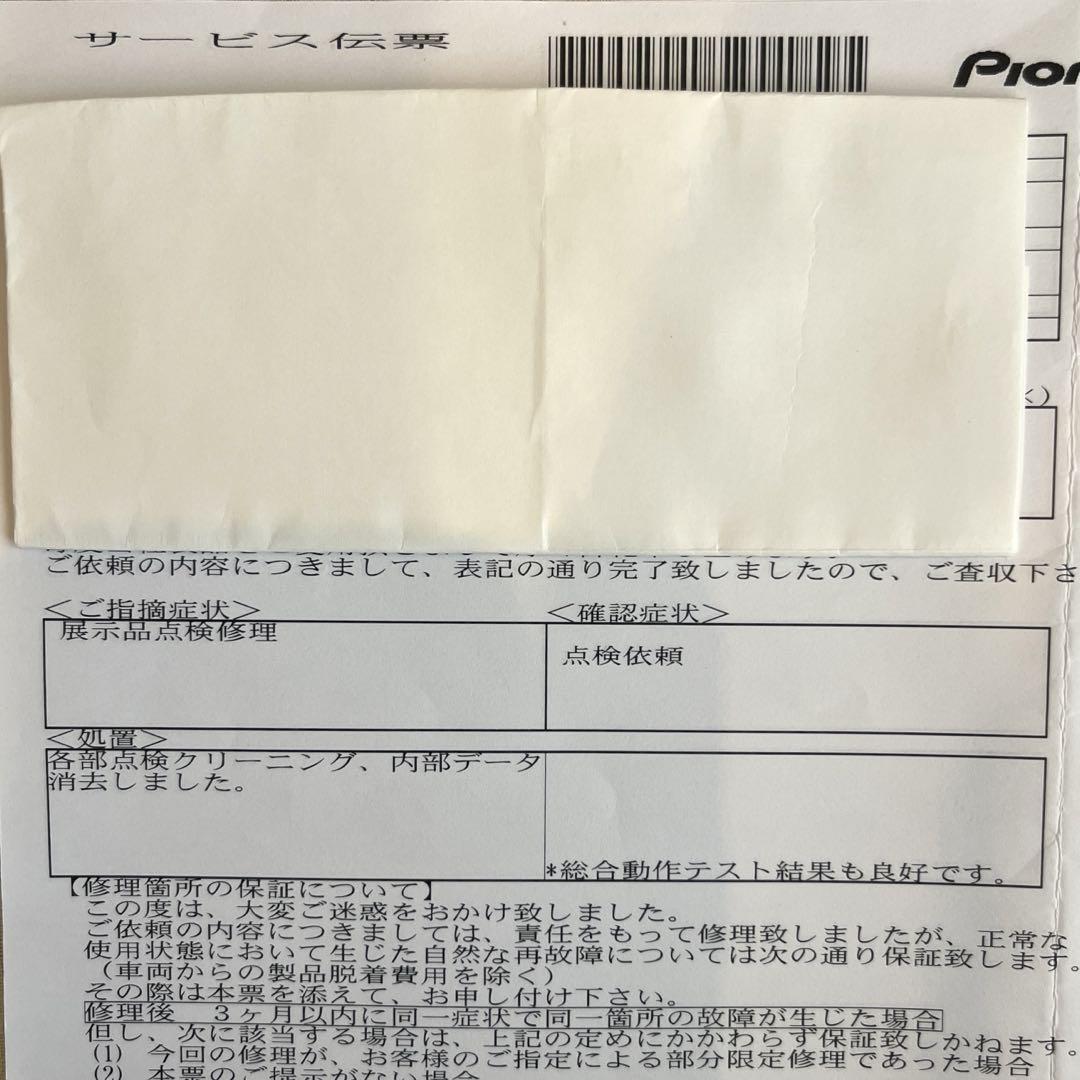 サービス伝票
Pion
く)
ご依頼の内容につきまして、表記の通り完了致しましたので、ご査収下さ
＜ご指摘症状＞
＜確認症状＞
展示品点検修理
点検依頼
＜処置＞
各部点検クリーニング、内部データ
消去しました。
*総合動作テスト結果も良好です。
【修理箇所の保証について】
この度は、大変ご迷惑をおかけ致しました。
ご依頼の内容につきましては、責任をもって修理致しましたが、正常な
使用状態において生じた自然な再故障については次の通り保証致します。
（車両からの製品脱着費用を除く）
その際は本票を添えて、お申し付け下さい。
修理後　３ヶ月以内に同一症状で同一箇所の故障が生じた場合
但し、次に該当する場合は、上記の定めにかかわらず保証致しかねます。
(1) 今回の修理が、お客様のご指定による部分限定修理であった場合
(2) 本票のご提示がない場合